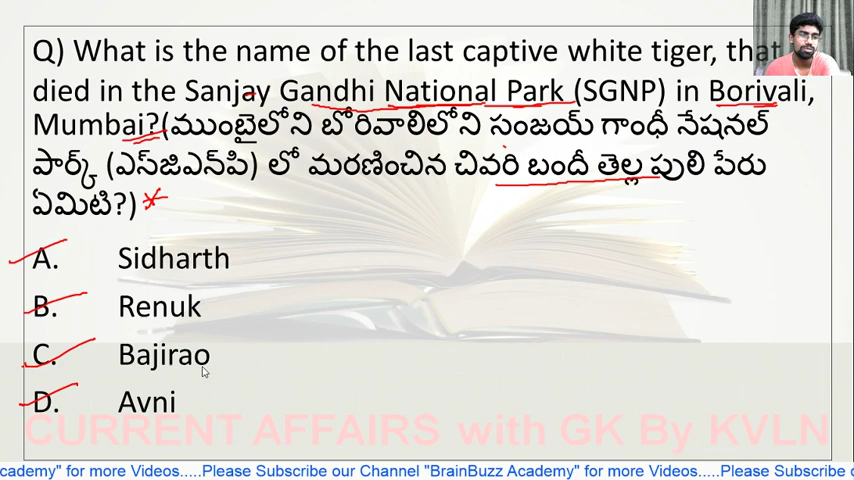 Q) What is the name of the last captive white tiger, that
died in the Sanjay Gandhi National Park (SGNP) in Borivali,
Mumbai?(ముంబైలోని బోరివాలిలోని సంజయ్ గాంధీ నేషనల్
పార్క్ (ఎస్‌జిఎన్‌పి) లో మరణించిన చివరి బందీ తెల్ల పులి పేరు
ఏమిటి?)
A. Sidharth
B. Renuk
C. Bajirao
D. Avni
CURRENT AFFAIRS with GK By KVLN
cademy" for more Videos.....Please Subscribe our Channel "BrainBuzz Academy" for more Videos.....Please Subscribe o